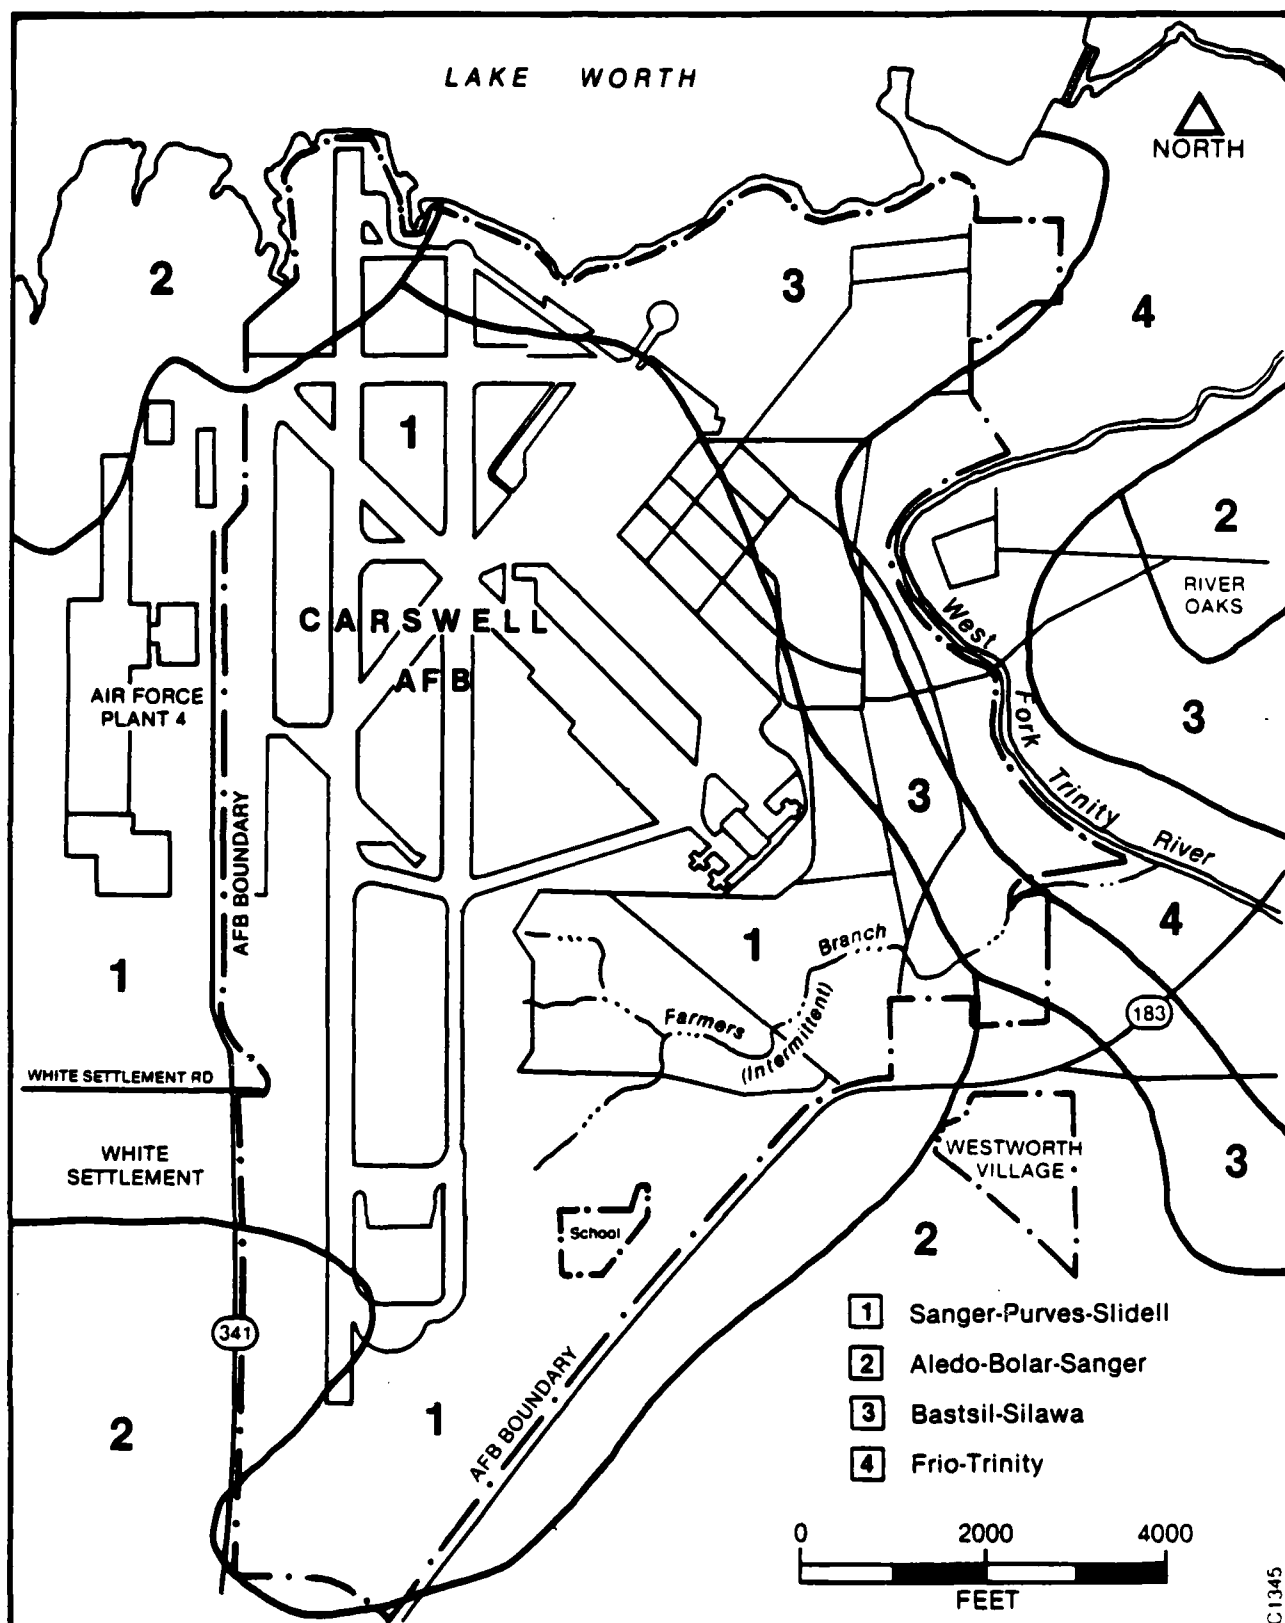 LAKE WORTH
NORTH
2
3
4
1
2
CARSWELL
RIVER
OAKS
AFB
AIR FORCE
PLANT 4
West Fork Trinity River
3
3
AFB BOUNDARY
1
1
Branch
4
Farmers
(Intermittent)
183
WHITE SETTLEMENT RD
WHITE
SETTLEMENT
WESTWORTH
VILLAGE
3
School
2
341
2
1
AFB BOUNDARY
1 Sanger-Purves-Slidell
2 Aledo-Bolar-Sanger
3 Bastsil-Silawa
4 Frio-Trinity
0 2000 4000
FEET
C1345